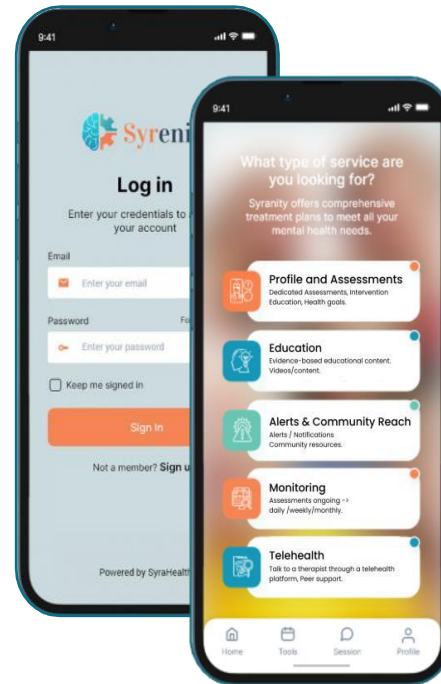 9:41
Syreni
Log in
Enter your credentials to
your account
Email
Enter your email
Password
Fo
Enter your password
Keep me signed in
Sign In
Not a member? Sign u
Powered by SyraHealth
9:41
What type of service are
you looking for?
Syranity offers comprehensive
treatment plans to meet all your
mental health needs.
Profile and Assessments
Dedicated Assessments, Intervention
Education, Health goals.
Education
Evidence-based educational content.
Videos/content.
Alerts & Community Reach
Alerts / Notifications
Community resources.
Monitoring
Assessments ongoing ->
daily /weekly/monthly.
Telehealth
Talk to a therapist through a telehealth
platform, Peer support.
Home
Tools
Session
Profile